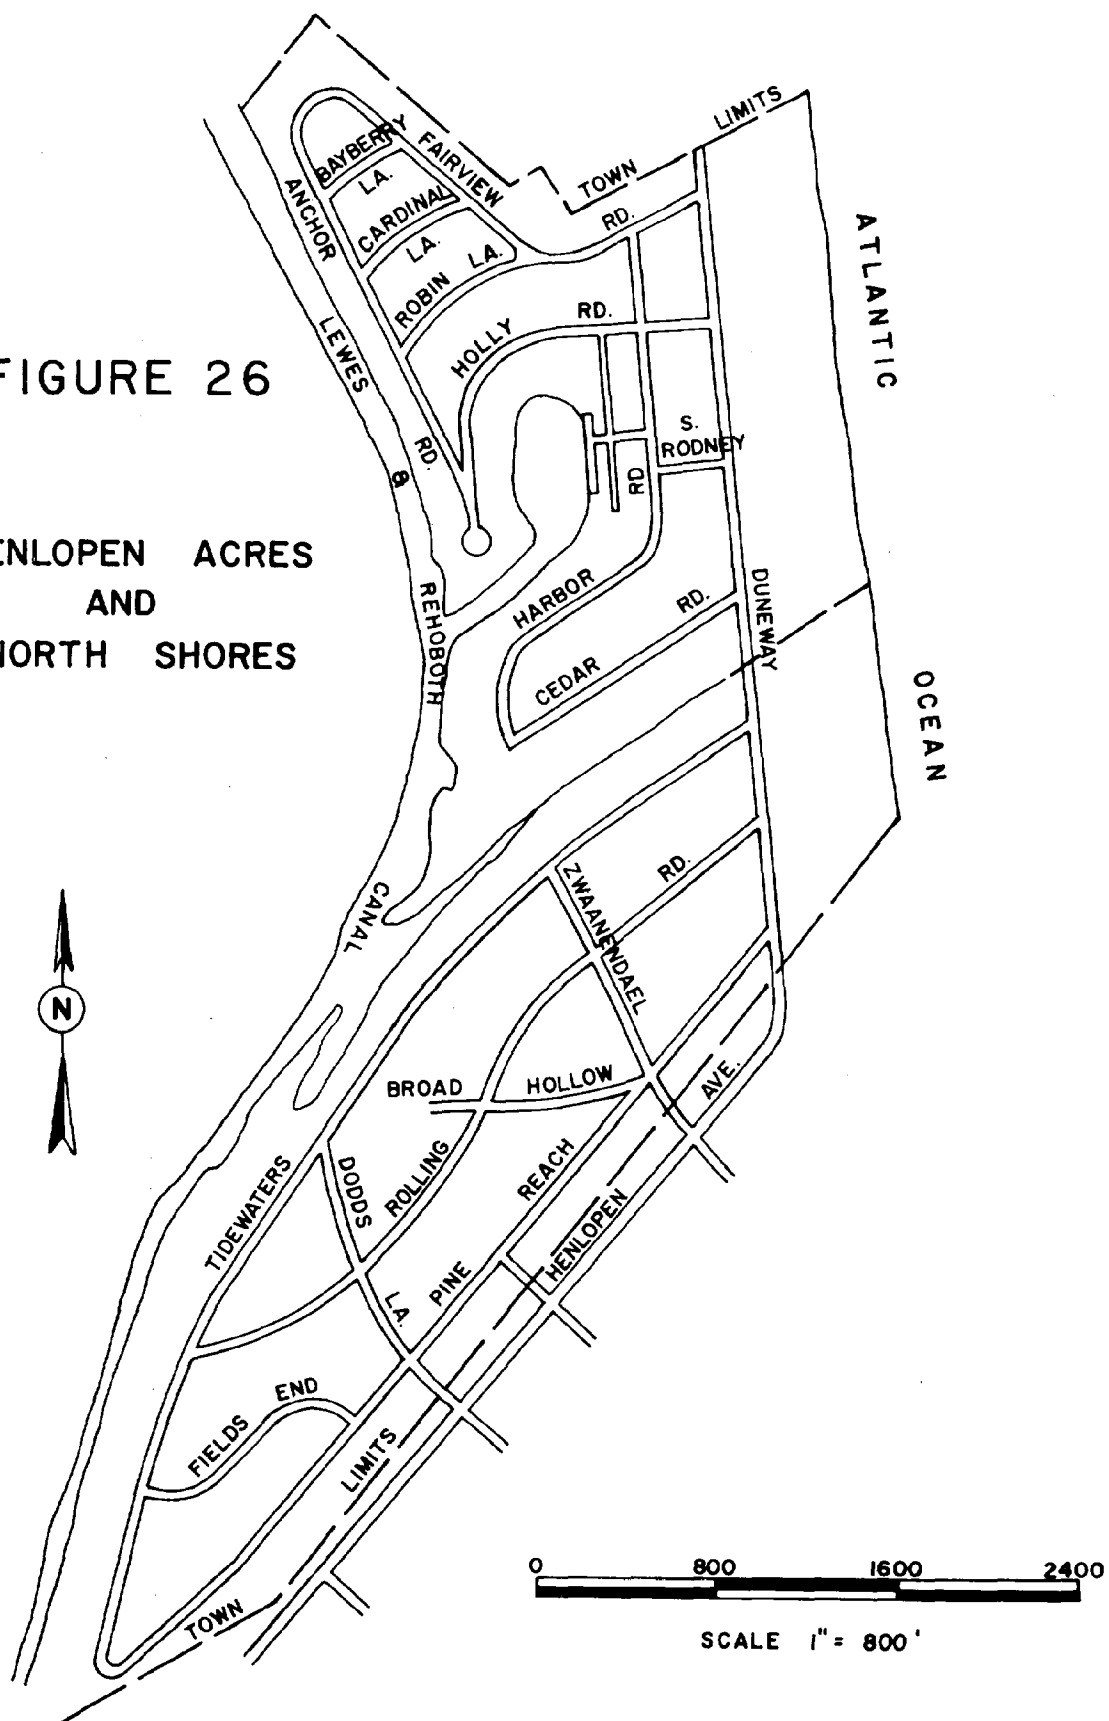 FIGURE 26
ENLOPEN ACRES
AND
NORTH SHORES
BAYBERRY
LA.
FAIRVIEW
RD.
TOWN
LIMITS
ANCHOR
RD.
CARDINAL
LA.
ROBIN LA.
HOLLY
RD.
LEWES
&
REHOBOTH
CANAL
ATLANTIC
OCEAN
S.
RODNEY
RD
HARBOR
CEDAR
RD.
DUNEWAY
ZWAANENDAEL
RD.
BROAD HOLLOW
AVE.
HENLOPEN
TIDEWATERS
DODDS
LA.
ROLLING
PINE
REACH
FIELDS
END
LIMITS
TOWN
N
0 800 1600 2400
SCALE 1" = 800'